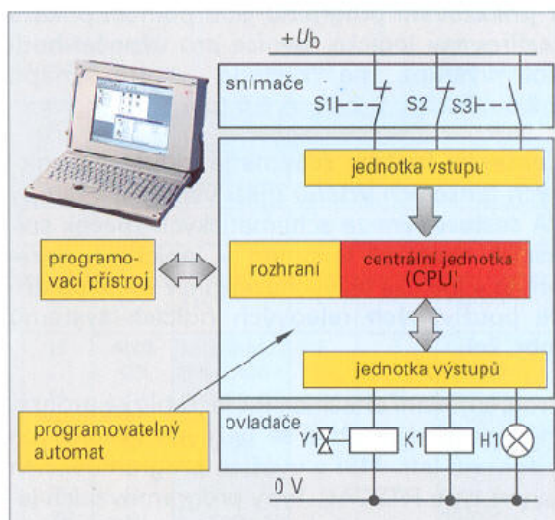 +Ub
snímače
S1
S2
S3
jednotka vstupu
programo-
vací přístroj
rozhraní
centrální jednotka
(CPU)
jednotka výstupů
programovatelný
automat
ovladače
Y1
K1
H1
0 V